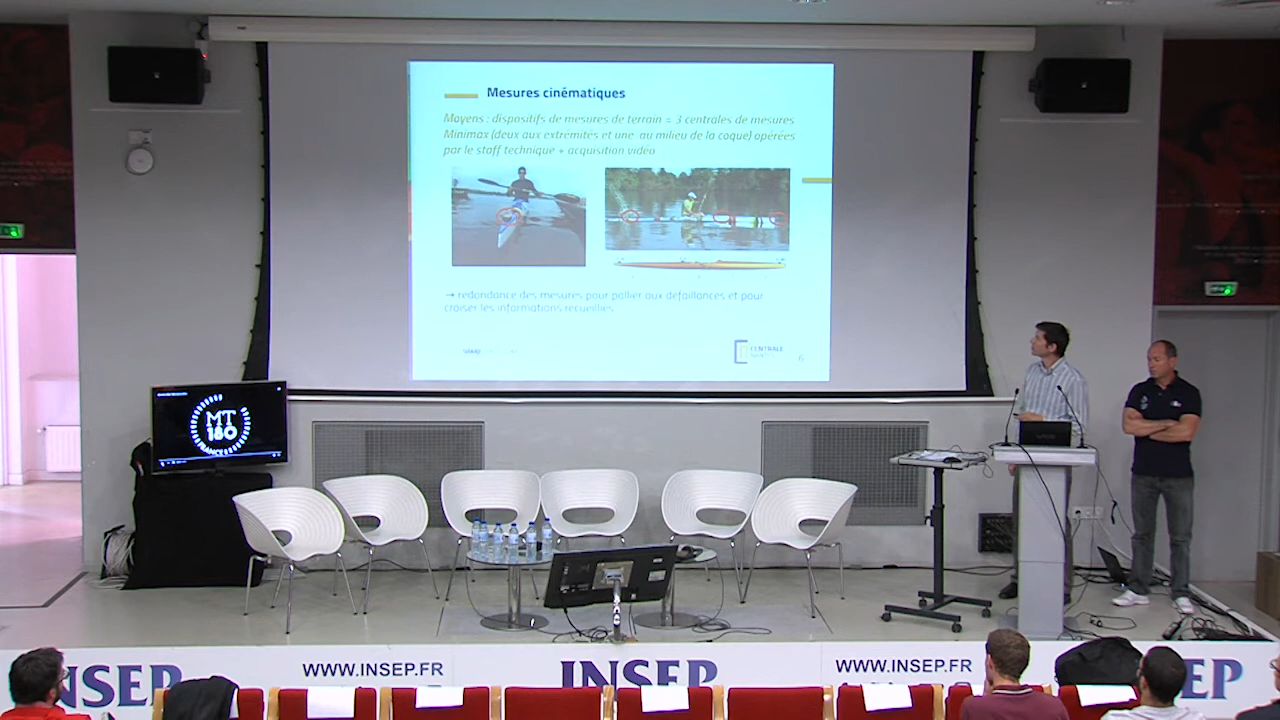 Mesures cinématiques
Moyens : dispositifs de mesures de terrain = 3 centrales de mesures
Minimax (deux aux extrémités et une au milieu de la coque) opérées
par le staff technique + acquisition vidéo
→ redondance des mesures pour pallier aux défaillances et pour
croiser les informations recueillies
CENTRALE
6
MT
180
FRANCE
INSEP
WWW.INSEP.FR
INSEP
WWW.INSEP.FR
EP